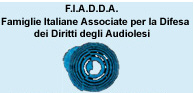 F.I.A.D.D.A.
Famiglie Italiane Associate per la Difesa
dei Diritti degli Audiolesi